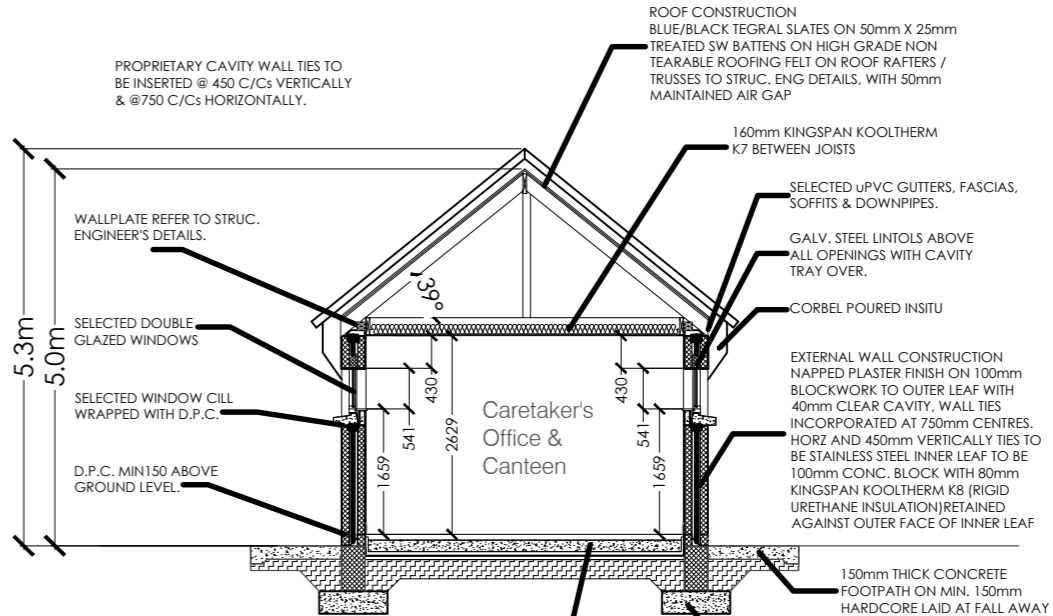 ROOF CONSTRUCTION
BLUE/BLACK TEGRAL SLATES ON 50mm X 25mm
TREATED SW BATTENS ON HIGH GRADE NON
TEARABLE ROOFING FELT ON ROOF RAFTERS /
TRUSSES TO STRUC. ENG DETAILS, WITH 50mm
MAINTAINED AIR GAP
PROPRIETARY CAVITY WALL TIES TO
BE INSERTED @ 450 C/Cs VERTICALLY
& @750 C/Cs HORIZONTALLY.
160mm KINGSPAN KOOLTHERM
K7 BETWEEN JOISTS
SELECTED uPVC GUTTERS, FASCIAS,
SOFFITS & DOWNPIPES.
WALLPLATE REFER TO STRUC.
ENGINEER'S DETAILS.
GALV. STEEL LINTOLS ABOVE
ALL OPENINGS WITH CAVITY
TRAY OVER.
CORBEL POURED INSITU
39°
5.3m
5.0m
SELECTED DOUBLE
GLAZED WINDOWS
SELECTED WINDOW CILL
WRAPPED WITH D.P.C.
D.P.C. MIN150 ABOVE
GROUND LEVEL.
1659
541
430
2629
Caretaker's
Office &
Canteen
430
541
1659
EXTERNAL WALL CONSTRUCTION
NAPPED PLASTER FINISH ON 100mm
BLOCKWORK TO OUTER LEAF WITH
40mm CLEAR CAVITY, WALL TIES
INCORPORATED AT 750mm CENTRES.
HORZ AND 450mm VERTICALLY TIES TO
BE STAINLESS STEEL INNER LEAF TO BE
100mm CONC. BLOCK WITH 80mm
KINGSPAN KOOLTHERM K8 (RIGID
URETHANE INSULATION)RETAINED
AGAINST OUTER FACE OF INNER LEAF
150mm THICK CONCRETE
FOOTPATH ON MIN. 150mm
HARDCORE LAID AT FALL AWAY